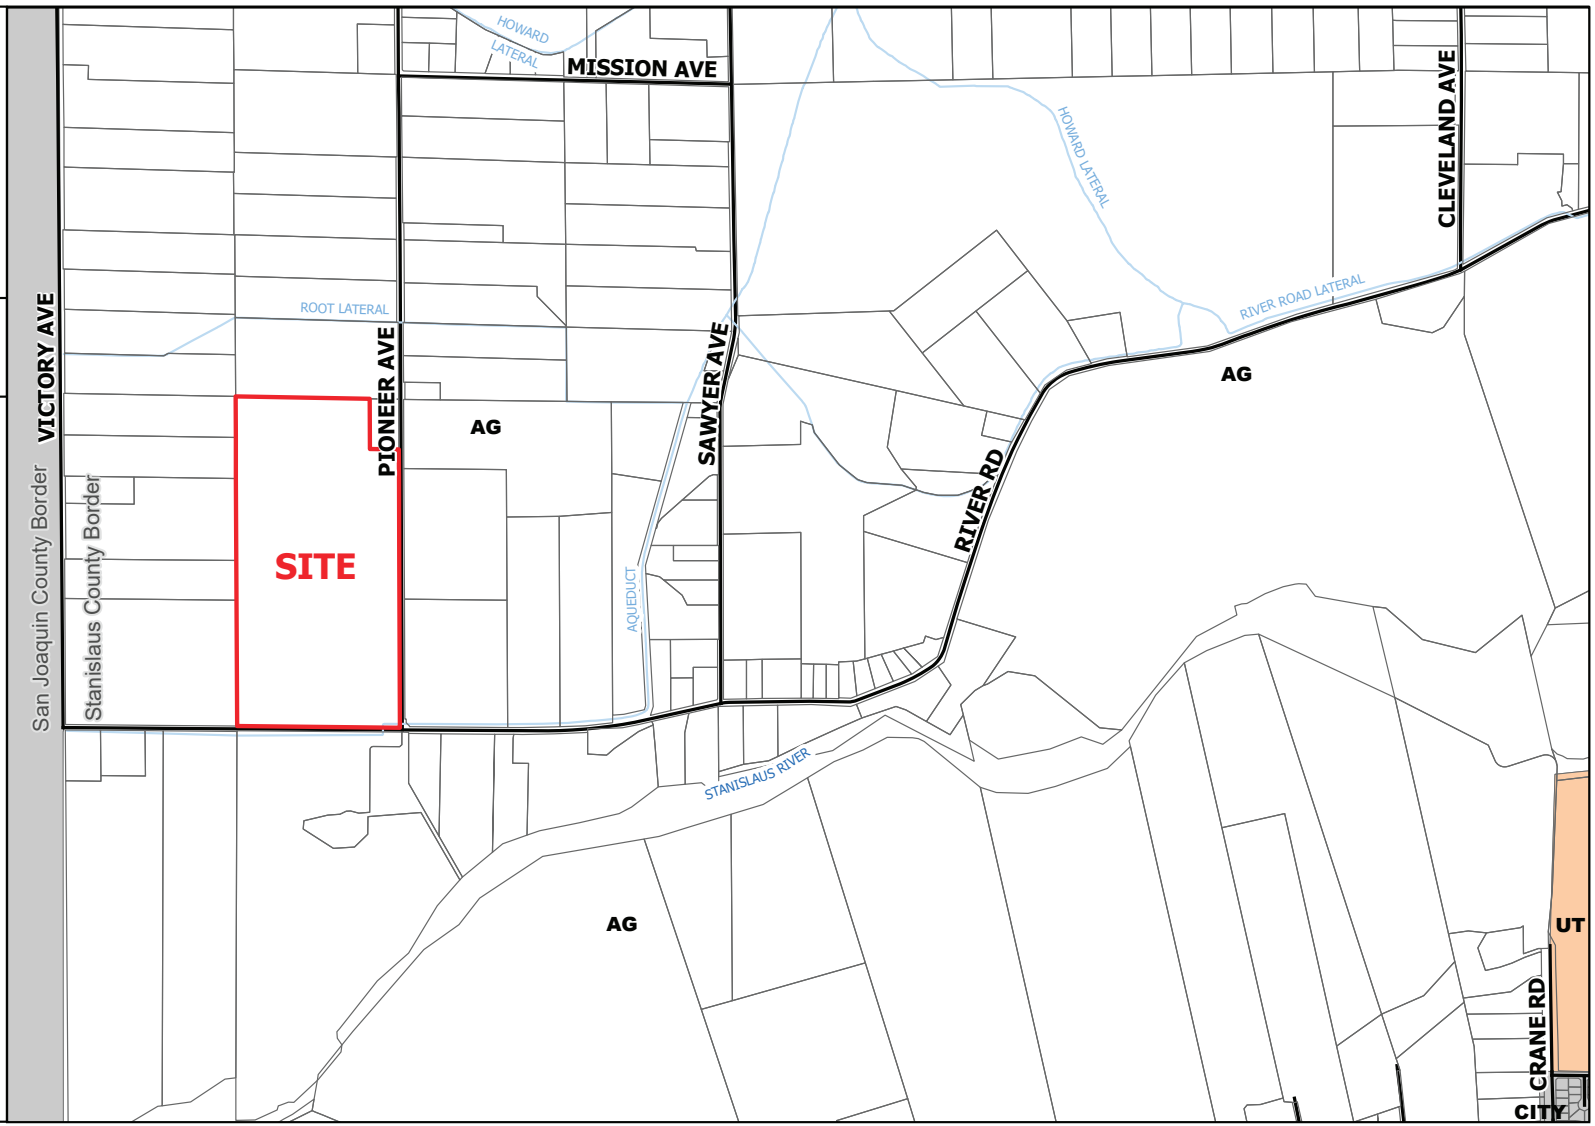 HOWARD
LATERAL
MISSION AVE
CLEVELAND AVE
HOWARD LATERAL
ROOT LATERAL
RIVER ROAD LATERAL
VICTORY AVE
PIONEER AVE
SAWYER AVE
AG
AG
RIVER RD
San Joaquin County Border
Stanislaus County Border
SITE
AQUEDUCT
STANISLAUS RIVER
AG
UT
CRANE RD
CITY